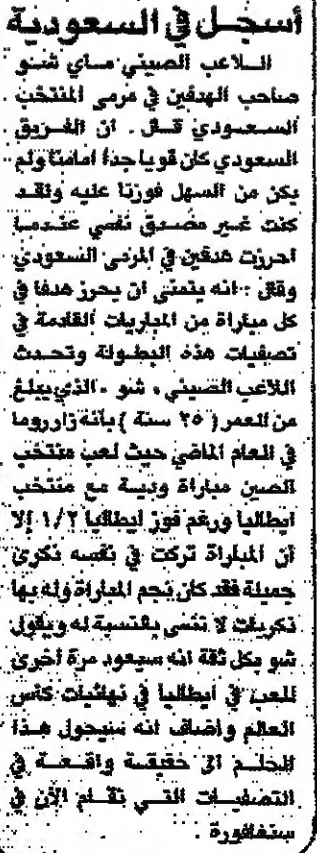 أسجل في السعودية
اللاعب الصيني ماي شو
صاحب الهدفين في مرمى المنتخب
السعودي قال . ان الفريق
السعودي كان قويا جدا امامنا ولم
يكن من السهل فوزنا عليه ولقد
كنت غير مصدق نفسي عندما
احرزت هدفين في المرمى السعودي
وقال : انه يتمنى ان يحرز هدفا في
كل مباراة من المباريات القادمة في
تصفيات هذه البطولة وتحدث
اللاعب الصيني ، شو ، الذي يبلغ
من العمر ( ٢٥ سنة ) بأنه زار روما
في العام الماضي حيث لعب منتخب
الصين مباراة ودية مع منتخب
ايطاليا ورغم فوز ايطاليا ١/٢ إلا
أن المباراة تركت في نفسه ذكرى
جميلة فقد كان نجم المباراة وله بها
ذكريات لا تنسى بالنسبة له ويقول
شو بكل ثقة انه سيعود مرة اخرى
للعب في ايطاليا في نهائيات كأس
العالم واضاف انه سيحول هذا
الحلم الى حقيقة واقعة في
التصفيات التي تقام الآن في
سنغافورة .